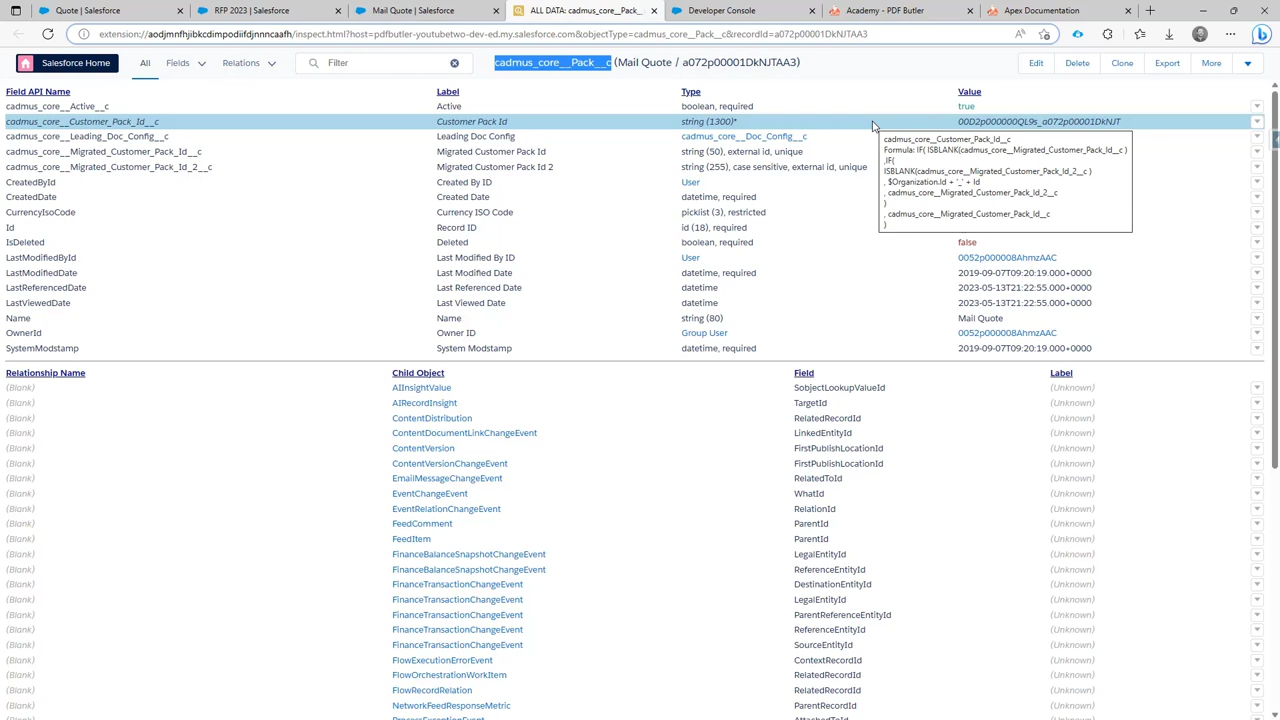 Quote | Salesforce
RFP 2023 | Salesforce
Mail Quote | Salesforce
ALL DATA: cadmus_core__Pack_
Developer Console
Academy - PDF Butler
Apex Documentation
extension://aodjmnfhjibkcdimpodiifdjnnncaafh/inspect.html?host=pdfbutler-youtubetwo-dev-ed.my.salesforce.com&objectType=cadmus_core__Pack__c&recordId=a072p00001DkNJTAA3
Salesforce Home All Fields Relations Filter cadmus_core__Pack__c (Mail Quote / a072p00001DkNJTAA3) Edit Delete Clone Export More
Field API Name Label Type Value
cadmus_core__Active__c Active boolean, required true
cadmus_core__Customer_Pack_Id__c Customer Pack Id string (1300)* 00D2p000000QL9s_a072p00001DkNJT
cadmus_core__Leading_Doc_Config__c Leading Doc Config cadmus_core__Doc_Config__c
cadmus_core__Migrated_Customer_Pack_Id__c Migrated Customer Pack Id string (50), external id, unique
cadmus_core__Migrated_Customer_Pack_Id_2__c Migrated Customer Pack Id 2 string (255), case sensitive, external id, unique
CreatedById Created By ID User
CreatedDate Created Date datetime, required
CurrencyIsoCode Currency ISO Code picklist (3), restricted
Id Record ID id (18), required
IsDeleted Deleted boolean, required false
LastModifiedById Last Modified By ID User 0052p000008AhmzAAC
LastModifiedDate Last Modified Date datetime, required 2019-09-07T09:20:19.000+0000
LastReferencedDate Last Referenced Date datetime 2023-05-13T21:22:55.000+0000
LastViewedDate Last Viewed Date datetime 2023-05-13T21:22:55.000+0000
Name Name string (80) Mail Quote
OwnerId Owner ID Group User 0052p000008AhmzAAC
SystemModstamp System Modstamp datetime, required 2019-09-07T09:20:19.000+0000
cadmus_core__Customer_Pack_Id__c
Formula: IF( ISBLANK(cadmus_core__Migrated_Customer_Pack_Id__c )
,IF(
ISBLANK(cadmus_core__Migrated_Customer_Pack_Id_2__c )
, $Organization.Id + '_' + Id
, cadmus_core__Migrated_Customer_Pack_Id_2__c
)
, cadmus_core__Migrated_Customer_Pack_Id__c
)
Relationship Name Child Object Field Label
(Blank) AIInsightValue SobjectLookupValueId (Unknown)
(Blank) AIRecordInsight TargetId (Unknown)
(Blank) ContentDistribution RelatedRecordId (Unknown)
(Blank) ContentDocumentLinkChangeEvent LinkedEntityId (Unknown)
(Blank) ContentVersion FirstPublishLocationId (Unknown)
(Blank) ContentVersionChangeEvent FirstPublishLocationId (Unknown)
(Blank) EmailMessageChangeEvent RelatedToId (Unknown)
(Blank) EventChangeEvent WhatId (Unknown)
(Blank) EventRelationChangeEvent RelationId (Unknown)
(Blank) FeedComment ParentId (Unknown)
(Blank) FeedItem ParentId (Unknown)
(Blank) FinanceBalanceSnapshotChangeEvent LegalEntityId (Unknown)
(Blank) FinanceBalanceSnapshotChangeEvent ReferenceEntityId (Unknown)
(Blank) FinanceTransactionChangeEvent DestinationEntityId (Unknown)
(Blank) FinanceTransactionChangeEvent LegalEntityId (Unknown)
(Blank) FinanceTransactionChangeEvent ParentReferenceEntityId (Unknown)
(Blank) FinanceTransactionChangeEvent ReferenceEntityId (Unknown)
(Blank) FinanceTransactionChangeEvent SourceEntityId (Unknown)
(Blank) FlowExecutionErrorEvent ContextRecordId (Unknown)
(Blank) FlowOrchestrationWorkItem RelatedRecordId (Unknown)
(Blank) FlowRecordRelation RelatedRecordId (Unknown)
(Blank) NetworkFeedResponseMetric ParentRecordId (Unknown)
(Blank) ProcessExceptionEvent AttachedToId (Unknown)